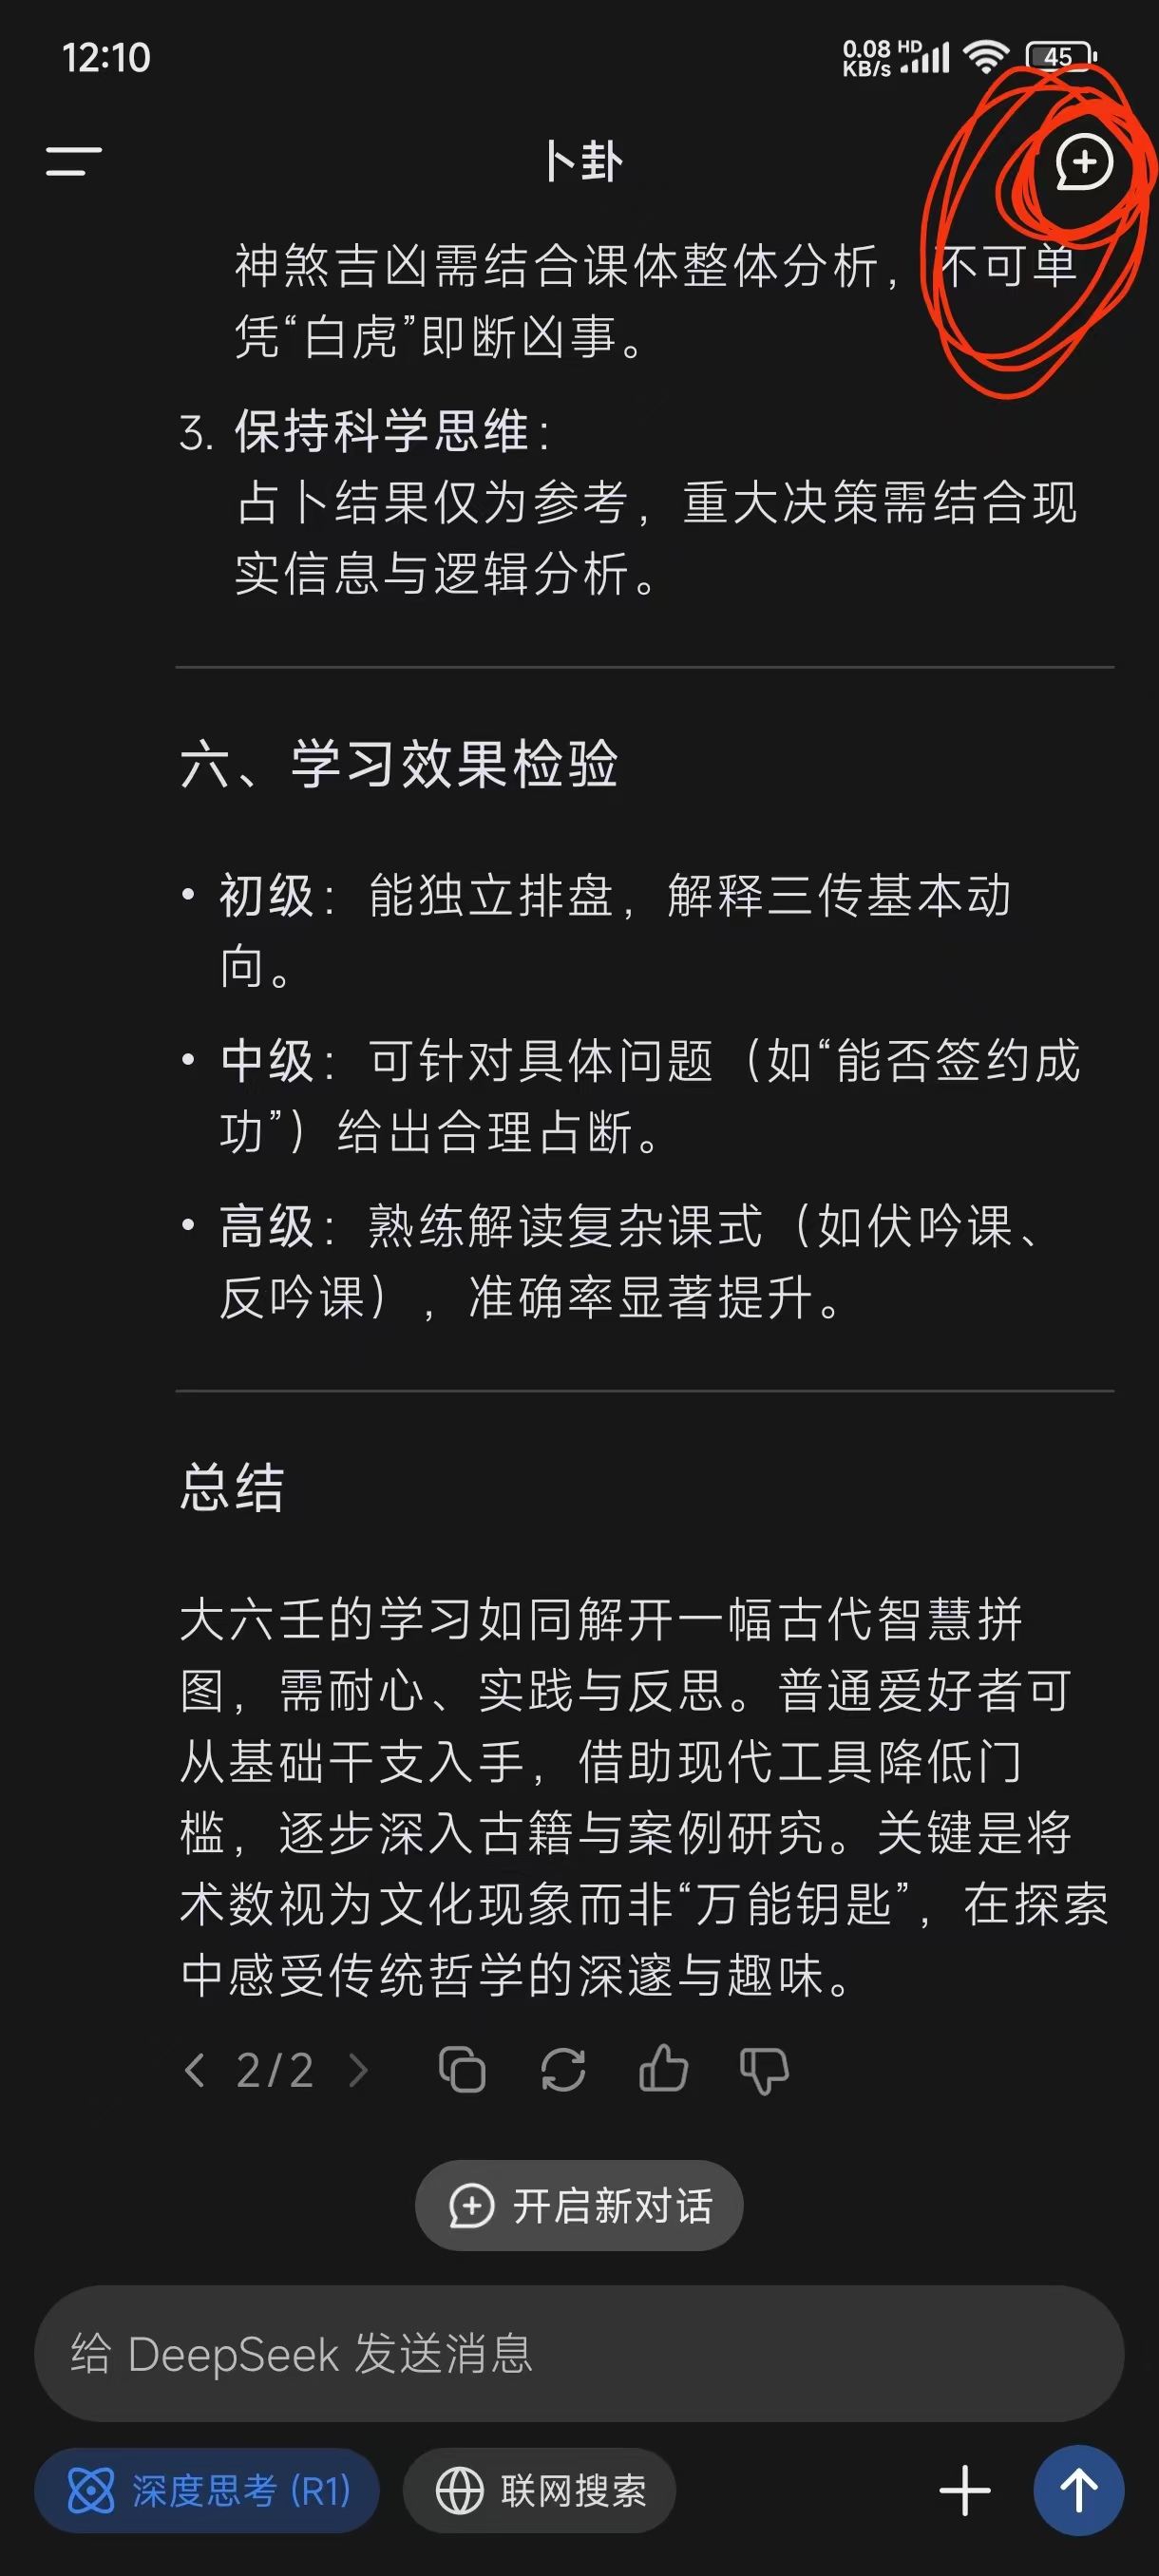 12:10
0.08 HD
KB/s
45
卜卦
神煞吉凶需结合课体整体分析，不可单
凭“白虎”即断凶事。
3. 保持科学思维：
占卜结果仅为参考，重大决策需结合现
实信息与逻辑分析。
六、学习效果检验
• 初级：能独立排盘，解释三传基本动
向。
• 中级：可针对具体问题（如“能否签约成
功”）给出合理占断。
• 高级：熟练解读复杂课式（如伏吟课、
反吟课），准确率显著提升。
总结
大六壬的学习如同解开一幅古代智慧拼
图，需耐心、实践与反思。普通爱好者可
从基础干支入手，借助现代工具降低门
槛，逐步深入古籍与案例研究。关键是将
术数视为文化现象而非“万能钥匙”，在探索
中感受传统哲学的深邃与趣味。
2/2
开启新对话
给 DeepSeek 发送消息
深度思考 (R1)
联网搜索